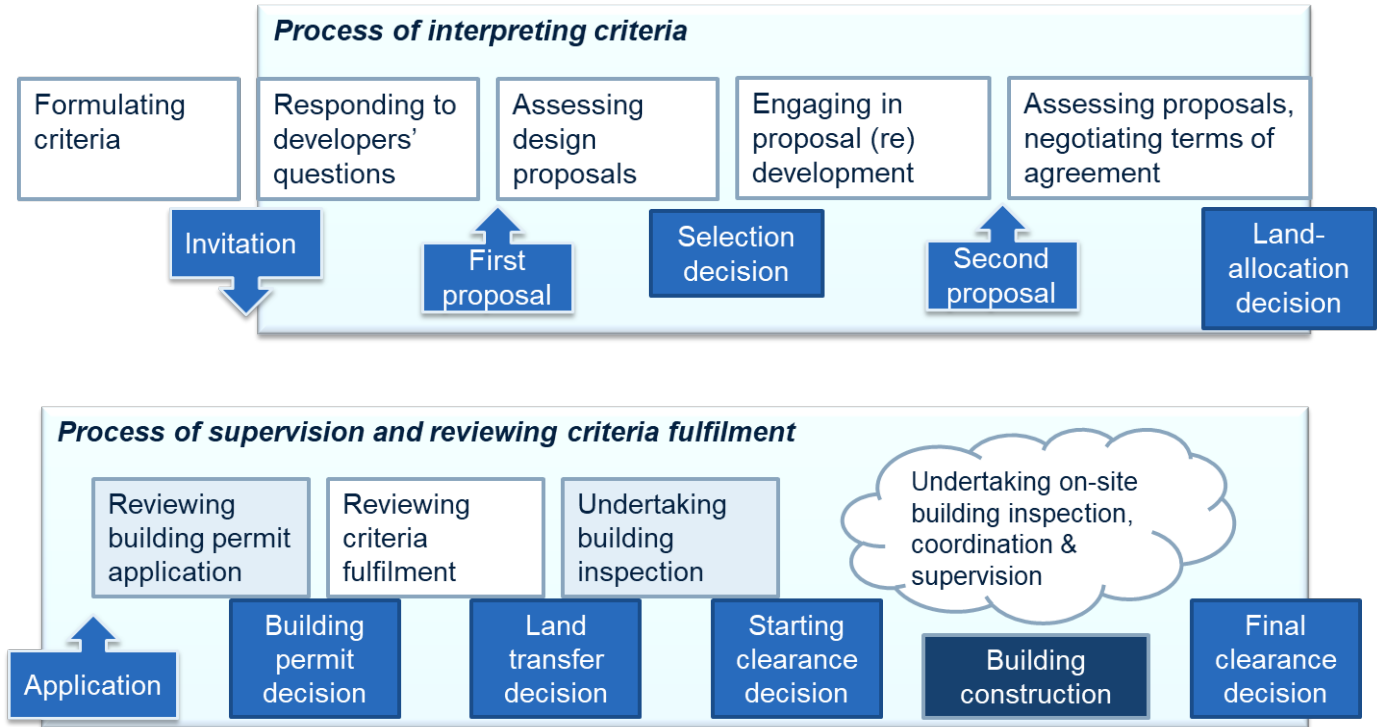 Process of interpreting criteria
Formulating
criteria
Responding to
developers’
questions
Assessing
design
proposals
Engaging in
proposal (re)
development
Assessing proposals,
negotiating terms of
agreement
Invitation
First
proposal
Selection
decision
Second
proposal
Land-
allocation
decision
Process of supervision and reviewing criteria fulfilment
Reviewing
building permit
application
Reviewing
criteria
fulfilment
Undertaking
building
inspection
Undertaking on-site
building inspection,
coordination &
supervision
Application
Building
permit
decision
Land
transfer
decision
Starting
clearance
decision
Building
construction
Final
clearance
decision